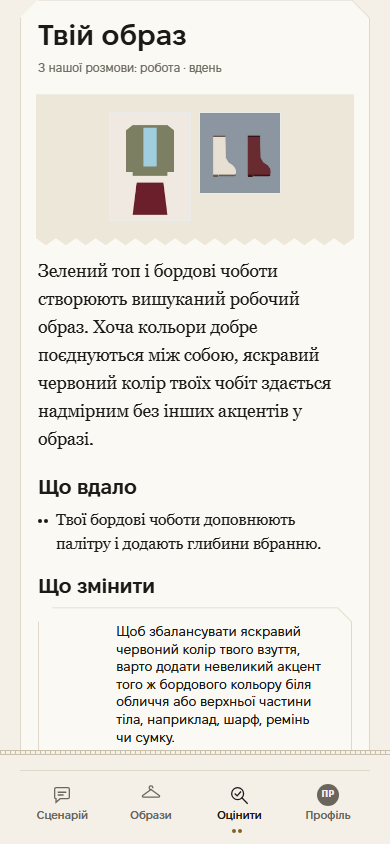 Твій образ
З нашої розмови: робота · вдень
Зелений топ і бордові чоботи
створюють вишуканий робочий
образ. Хоча кольори добре
поєднуються між собою, яскравий
червоний колір твоїх чобіт здається
надмірним без інших акцентів у
образі.
Що вдало
•• Твої бордові чоботи доповнюють
палітру і додають глибини вбранню.
Що змінити
Щоб збалансувати яскравий
червоний колір твого взуття,
варто додати невеликий акцент
того ж бордового кольору біля
обличчя або верхньої частини
тіла, наприклад, шарф, ремінь
чи сумку.
Сценарій
Образи
Оцінити
ПР
Профіль